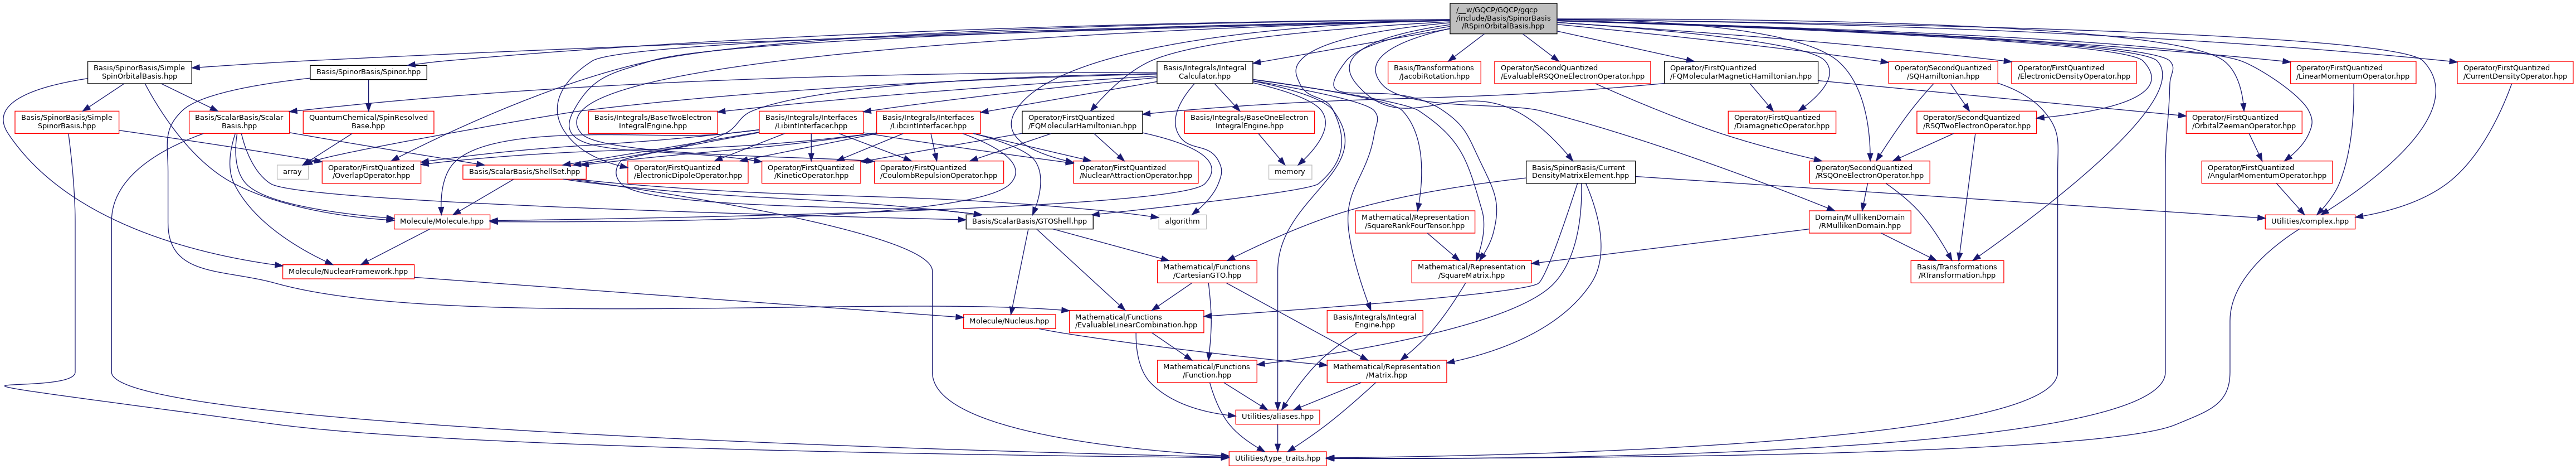 /__w/GQCP/GQCP/gqcp
/include/Basis/SpinorBasis
/RSpinOrbitalBasis.hpp
Basis/SpinorBasis/Simple
SpinOrbitalBasis.hpp
Basis/SpinorBasis/Spinor.hpp
Basis/Integrals/Integral
Calculator.hpp
Basis/Transformations
/JacobiRotation.hpp
Operator/SecondQuantized
/EvaluableRSQOneElectronOperator.hpp
Operator/FirstQuantized
/FQMolecularMagneticHamiltonian.hpp
Operator/SecondQuantized
/SQHamiltonian.hpp
Operator/FirstQuantized
/ElectronicDensityOperator.hpp
Operator/FirstQuantized
/LinearMomentumOperator.hpp
Operator/FirstQuantized
/CurrentDensityOperator.hpp
Basis/SpinorBasis/Simple
SpinorBasis.hpp
Basis/ScalarBasis/Scalar
Basis.hpp
QuantumChemical/SpinResolved
Base.hpp
Basis/Integrals/BaseTwoElectron
IntegralEngine.hpp
Basis/Integrals/Interfaces
/LibintInterfacer.hpp
Basis/Integrals/Interfaces
/LibcintInterfacer.hpp
Operator/FirstQuantized
/FQMolecularHamiltonian.hpp
Basis/Integrals/BaseOneElectron
IntegralEngine.hpp
Operator/FirstQuantized
/DiamagneticOperator.hpp
Operator/SecondQuantized
/RSQTwoElectronOperator.hpp
Operator/FirstQuantized
/OrbitalZeemanOperator.hpp
array
Operator/FirstQuantized
/OverlapOperator.hpp
Basis/ScalarBasis/ShellSet.hpp
Operator/FirstQuantized
/ElectronicDipoleOperator.hpp
Operator/FirstQuantized
/KineticOperator.hpp
Operator/FirstQuantized
/CoulombRepulsionOperator.hpp
Operator/FirstQuantized
/NuclearAttractionOperator.hpp
memory
Basis/SpinorBasis/Current
DensityMatrixElement.hpp
Operator/SecondQuantized
/RSQOneElectronOperator.hpp
Operator/FirstQuantized
/AngularMomentumOperator.hpp
Molecule/Molecule.hpp
Basis/ScalarBasis/GTOShell.hpp
algorithm
Mathematical/Representation
/SquareRankFourTensor.hpp
Domain/MullikenDomain
/RMullikenDomain.hpp
Utilities/complex.hpp
Molecule/NuclearFramework.hpp
Mathematical/Functions
/CartesianGTO.hpp
Mathematical/Representation
/SquareMatrix.hpp
Basis/Transformations
/RTransformation.hpp
Molecule/Nucleus.hpp
Mathematical/Functions
/EvaluableLinearCombination.hpp
Basis/Integrals/Integral
Engine.hpp
Mathematical/Functions
/Function.hpp
Mathematical/Representation
/Matrix.hpp
Utilities/aliases.hpp
Utilities/type_traits.hpp